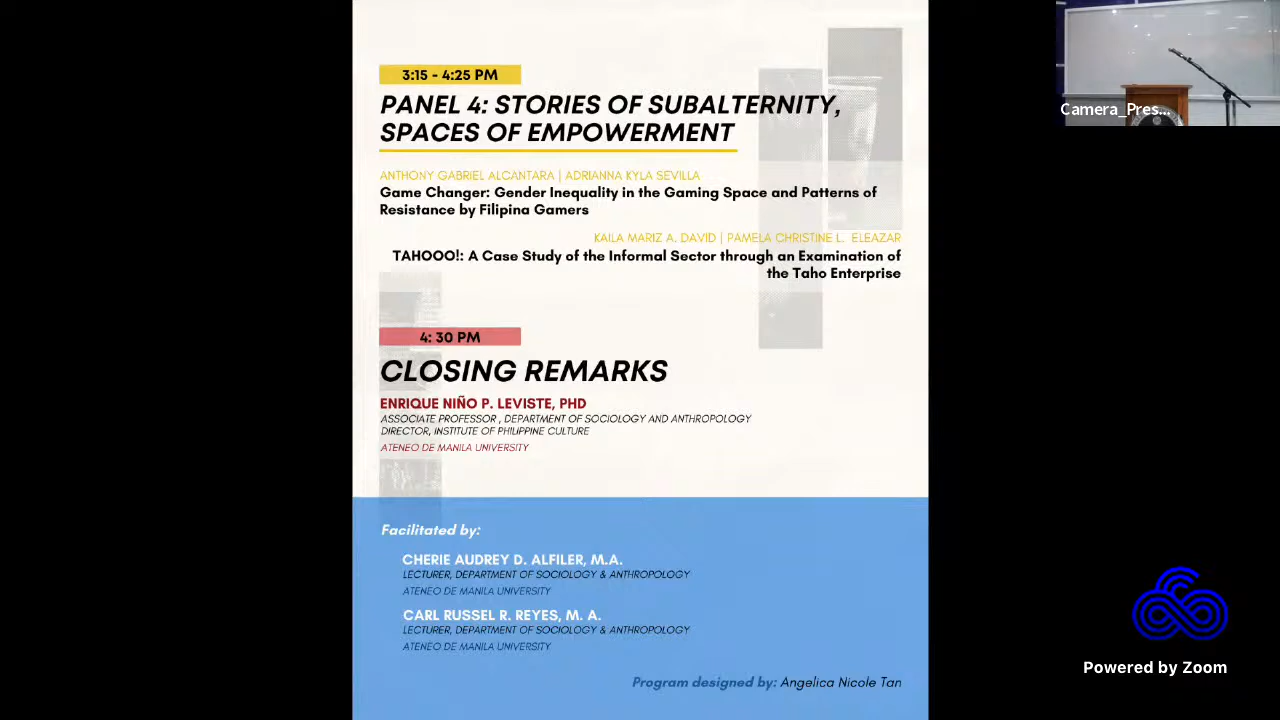 3:15 - 4:25 PM
PANEL 4: STORIES OF SUBALTERNITY,
SPACES OF EMPOWERMENT
ANTHONY GABRIEL ALCANTARA | ADRIANNA KYLA SEVILLA
Game Changer: Gender Inequality in the Gaming Space and Patterns of
Resistance by Filipina Gamers
KAILA MARIZ A. DAVID | PAMELA CHRISTINE L. ELEAZAR
TAHOOO!: A Case Study of the Informal Sector through an Examination of
the Taho Enterprise
4: 30 PM
CLOSING REMARKS
ENRIQUE NIÑO P. LEVISTE, PHD
ASSOCIATE PROFESSOR , DEPARTMENT OF SOCIOLOGY AND ANTHROPOLOGY
DIRECTOR, INSTITUTE OF PHILIPPINE CULTURE
ATENEO DE MANILA UNIVERSITY
Facilitated by:
CHERIE AUDREY D. ALFILER, M.A.
LECTURER, DEPARTMENT OF SOCIOLOGY & ANTHROPOLOGY
ATENEO DE MANILA UNIVERSITY
CARL RUSSEL R. REYES, M. A.
LECTURER, DEPARTMENT OF SOCIOLOGY & ANTHROPOLOGY
ATENEO DE MANILA UNIVERSITY
Program designed by: Angelica Nicole Tan
Camera_Pres...
Powered by Zoom